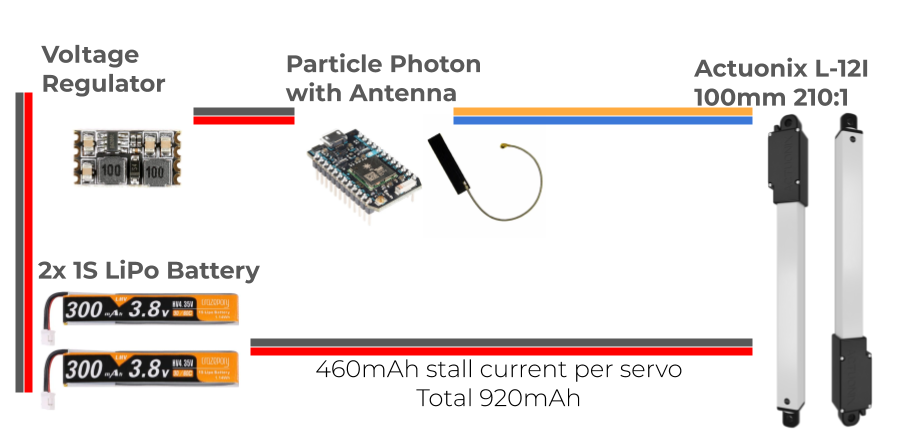 Voltage
Regulator
Particle Photon
with Antenna
Actuonix L-12I
100mm 210:1
100
100
2x 1S LiPo Battery
300 mAh 3.8v
HV4.35V
300 mAh 3.8v
HV4.35V
460mAh stall current per servo
Total 920mAh